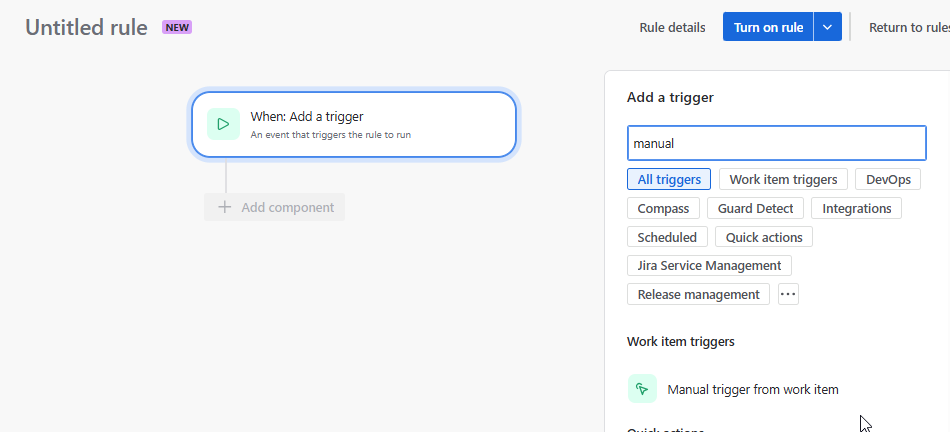 Untitled rule NEW
Rule details Turn on rule Return to rules
When: Add a trigger
An event that triggers the rule to run
Add component
Add a trigger
manual
All triggers Work item triggers DevOps
Compass Guard Detect Integrations
Scheduled Quick actions
Jira Service Management
Release management ...
Work item triggers
Manual trigger from work item
Quick actions